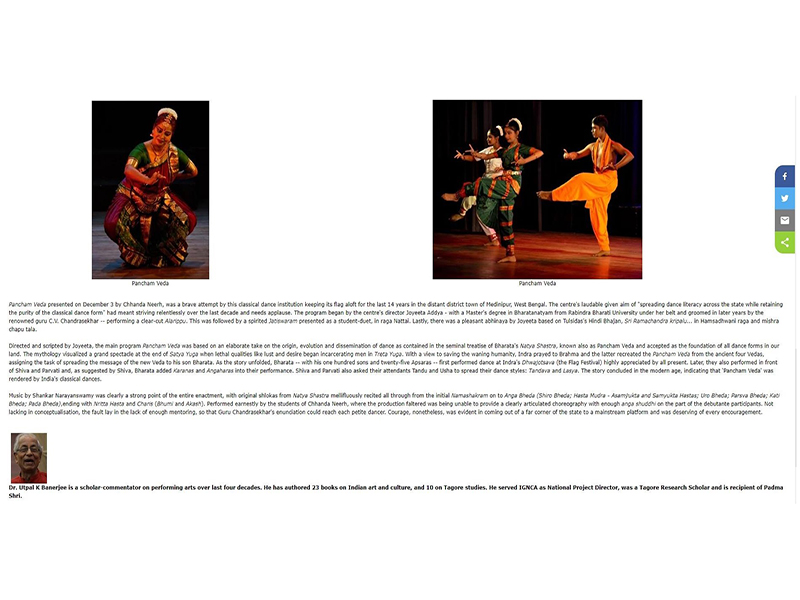 Pancham Veda
Pancham Veda
Pancham Veda presented on December 3 by Chhanda Neerh, was a brave attempt by this classical dance institution keeping its flag aloft for the last 14 years in the distant district town of Medinipur, West Bengal. The centre's laudable given aim of "spreading dance literacy across the state while retaining
the purity of the classical dance form" had meant striving relentlessly over the last decade and needs applause. The program began by the centre's director Joyeeta Addya - with a Master's degree in Bharatanatyam from Rabindra Bharati University under her belt and groomed in later years by the
renowned guru C.V. Chandrasekhar -- performing a clear-cut Alarippu. This was followed by a spirited Jatiswaram presented as a student-duet, in raga Nattai. Lastly, there was a pleasant abhinaya by Joyeeta based on Tulsidas's Hindi Bhajan, Sri Ramachandra Kripalu... in Hamsadhwani raga and mishra
chapu tala.
Directed and scripted by Joyeeta, the main program Pancham Veda was based on an elaborate take on the origin, evolution and dissemination of dance as contained in the seminal treatise of Bharata's Natya Shastra, known also as Pancham Veda and accepted as the foundation of all dance forms in our
land. The mythology visualized a grand spectacle at the end of Satya Yuga when lethal qualities like lust and desire began incarcerating men in Treta Yuga. With a view to saving the waning humanity, Indra prayed to Brahma and the latter recreated the Pancham Veda from the ancient four Vedas,
assigning the task of spreading the message of the new Veda to his son Bharata. As the story unfolded, Bharata -- with his one hundred sons and twenty-five Apsaras -- first performed dance at Indra's Dhwajotsava (the Flag Festival) highly appreciated by all present. Later, they also performed in front
of Shiva and Parvati and, as suggested by Shiva, Bharata added Karanas and Angaharas into their performance. Shiva and Parvati also asked their attendants Tandu and Usha to spread their dance styles: Tandava and Lasya. The story concluded in the modern age, indicating that 'Pancham Veda' was
rendered by India's classical dances.
Music by Shankar Narayanswamy was clearly a strong point of the entire enactment, with original shlokas from Natya Shastra mellifluously recited all through from the initial Namashakram on to Anga Bheda (Shiro Bheda; Hasta Mudra - Asamjukta and Samyukta Hastas; Uro Bheda; Parsva Bheda; Kati
Bheda; Pada Bheda),ending with Nritta Hasta and Charis (Bhumi and Akash). Performed earnestly by the students of Chhanda Neerh, where the production faltered was being unable to provide a clearly articulated choreography with enough anga shuddhi on the part of the debutante participants. Not
lacking in conceptualisation, the fault lay in the lack of enough mentoring, so that Guru Chandrasekhar's enunciation could reach each petite dancer. Courage, nonetheless, was evident in coming out of a far corner of the state to a mainstream platform and was deserving of every encouragement.
Dr. Utpal K Banerjee is a scholar-commentator on performing arts over last four decades. He has authored 23 books on Indian art and culture, and 10 on Tagore studies. He served IGNCA as National Project Director, was a Tagore Research Scholar and is recipient of Padma
Shri.